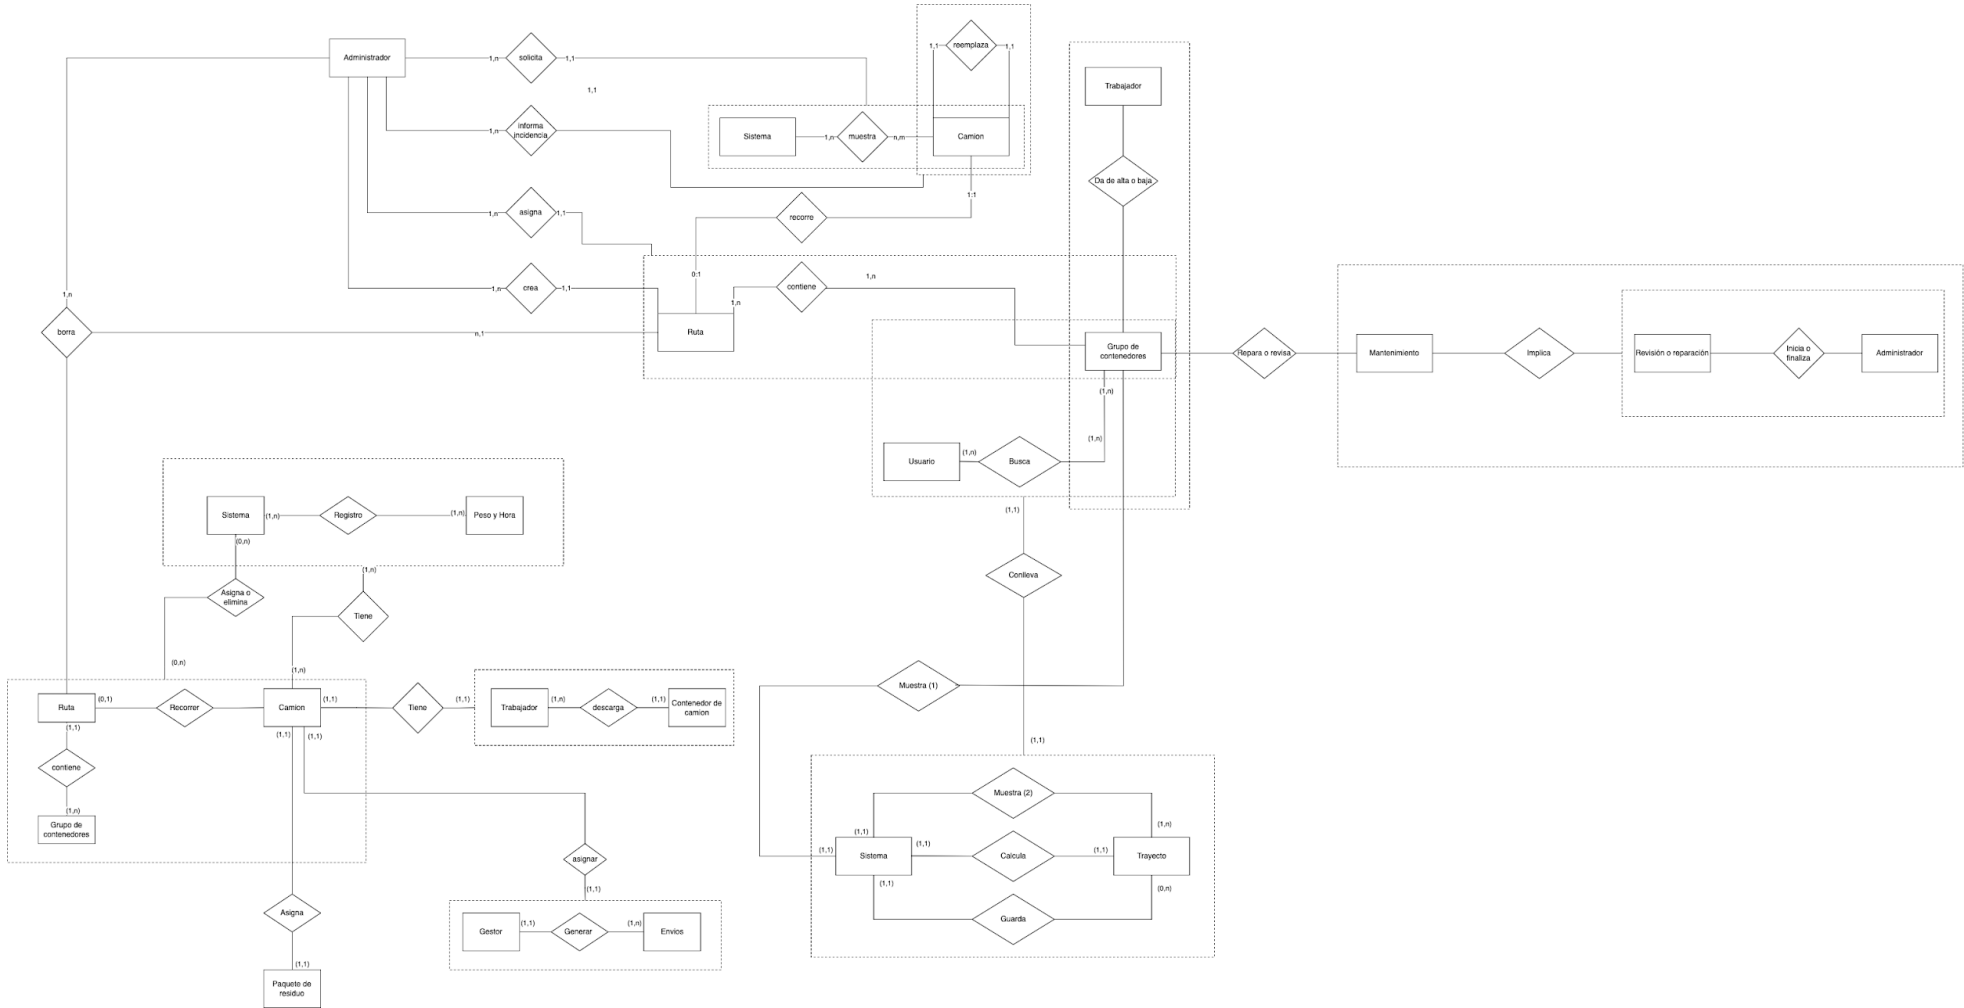 reemplaza
1,1
1,1
Administrador
1,n
solicita
1,1
1,1
Trabajador
1,n
informa
incidencia
Sistema
1,n
muestra
n,m
Camion
Da de alta o baja
1:1
1,n
asigna
1,1
recorre
0:1
contiene
1,n
1,n
crea
1,1
1,n
1,n
borra
n,1
Ruta
Grupo de
contenedores
Repara o revisa
Mantenimiento
Implica
Revisión o reparación
Inicia o
finaliza
Administrador
(1,n)
(1,n)
Usuario
(1,n)
Busca
(1,1)
Conlleva
(1,1)
Sistema
(1,n)
Registro
(1,n)
Peso y Hora
(0,n)
Asigna o
elimina
(0,n)
(1,n)
Tiene
(1,n)
Ruta
(0,1)
Recorrer
Camion
(1,1)
Tiene
(1,1)
Trabajador
(1,n)
descarga
(1,1)
Contenedor de
camion
Muestra (1)
(1,1)
contiene
(1,n)
Grupo de
contenedores
(1,1)
(1,1)
asignar
(1,1)
Asigna
(1,1)
Paquete de
residuo
Gestor
(1,1)
Generar
(1,n)
Envíos
Muestra (2)
(1,1)
(1,n)
(1,1)
Sistema
(1,1)
Calcula
(1,1)
Trayecto
(1,1)
(0,n)
Guarda